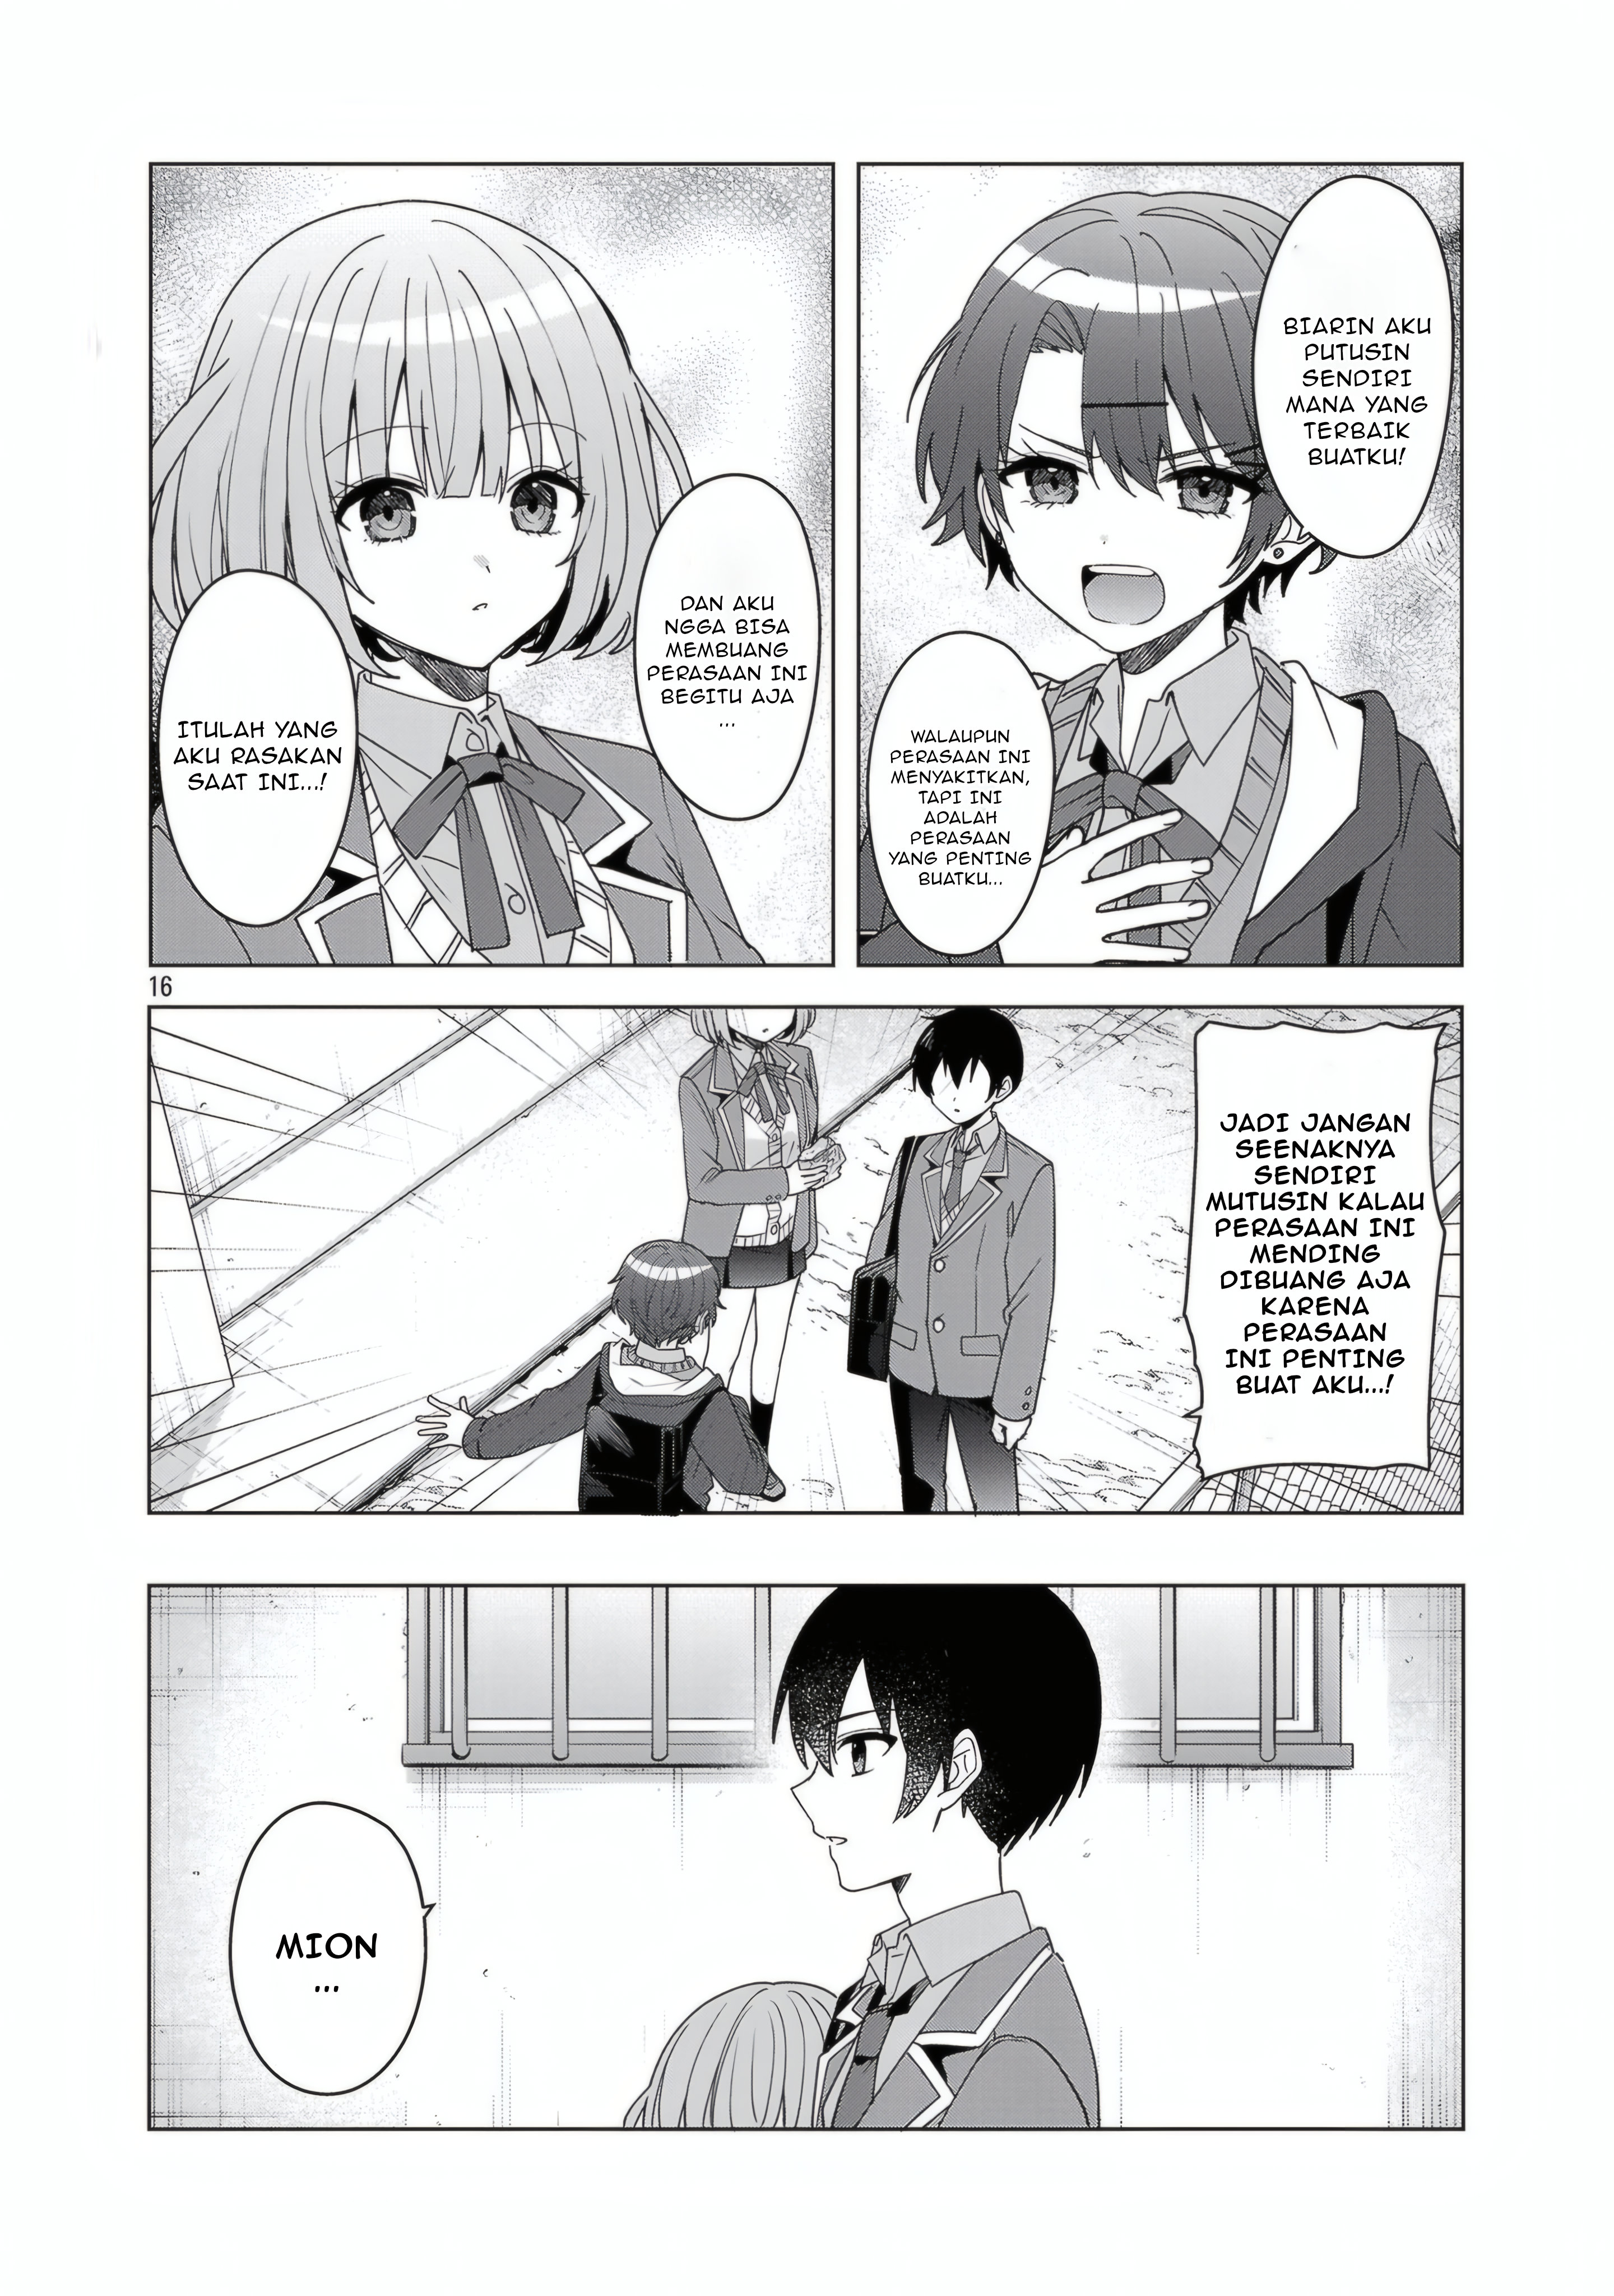 BIARIN AKU
PUTUSIN
SENDIRI
MANA YANG
TERBAIK
BUATKU!
WALAUPUN
PERASAAN INI
MENYAKITKAN,
TAPI INI
ADALAH
PERASAAN
YANG PENTING
BUATKU...
DAN AKU
NGGA BISA
MEMBUANG
PERASAAN INI
BEGITU AJA
...
ITULAH YANG
AKU RASAKAN
SAAT INI...!
16
JADI JANGAN
SEENAKNYA
SENDIRI
MUTUSIN KALAU
PERASAAN INI
MENDING
DIBUANG AJA
KARENA
PERASAAN
INI PENTING
BUAT AKU...!
MION
...